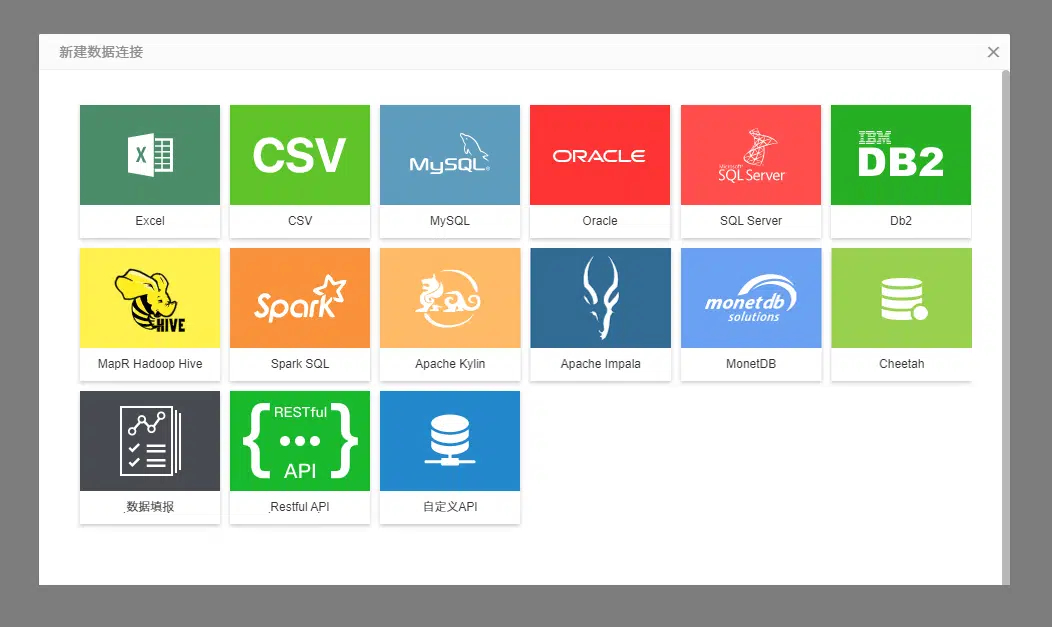 新建数据连接
CSV
MySQL
ORACLE
Microsoft
SQL Server
IBM
DB2
Excel
CSV
MySQL
Oracle
SQL Server
Db2
HIVE
Spark
monetdb
solutions
MapR Hadoop Hive
Spark SQL
Apache Kylin
Apache Impala
MonetDB
Cheetah
{ RESTful
•••
API }
数据填报
Restful API
自定义API